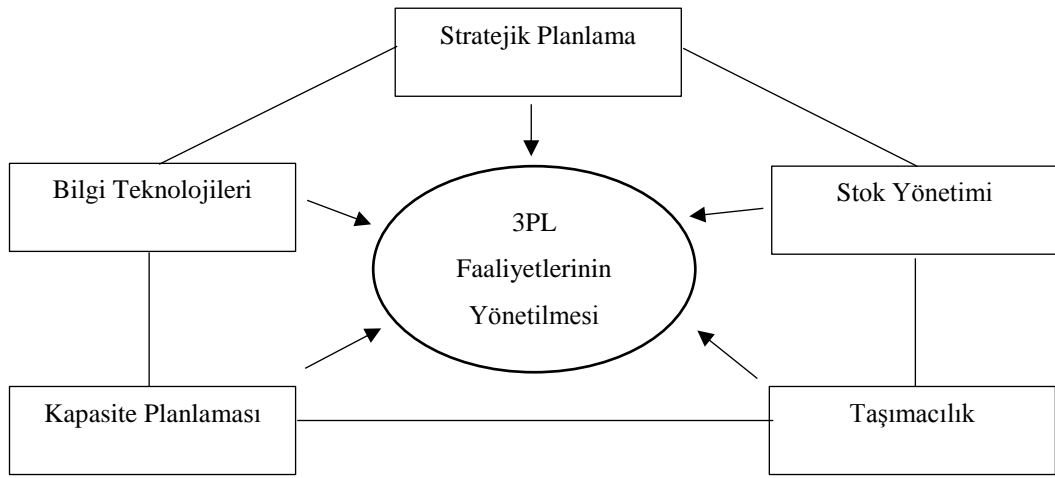 Stratejik Planlama
Bilgi Teknolojileri
Stok Yönetimi
3PL
Faaliyetlerinin
Yönetilmesi
Kapasite Planlaması
Taşımacılık